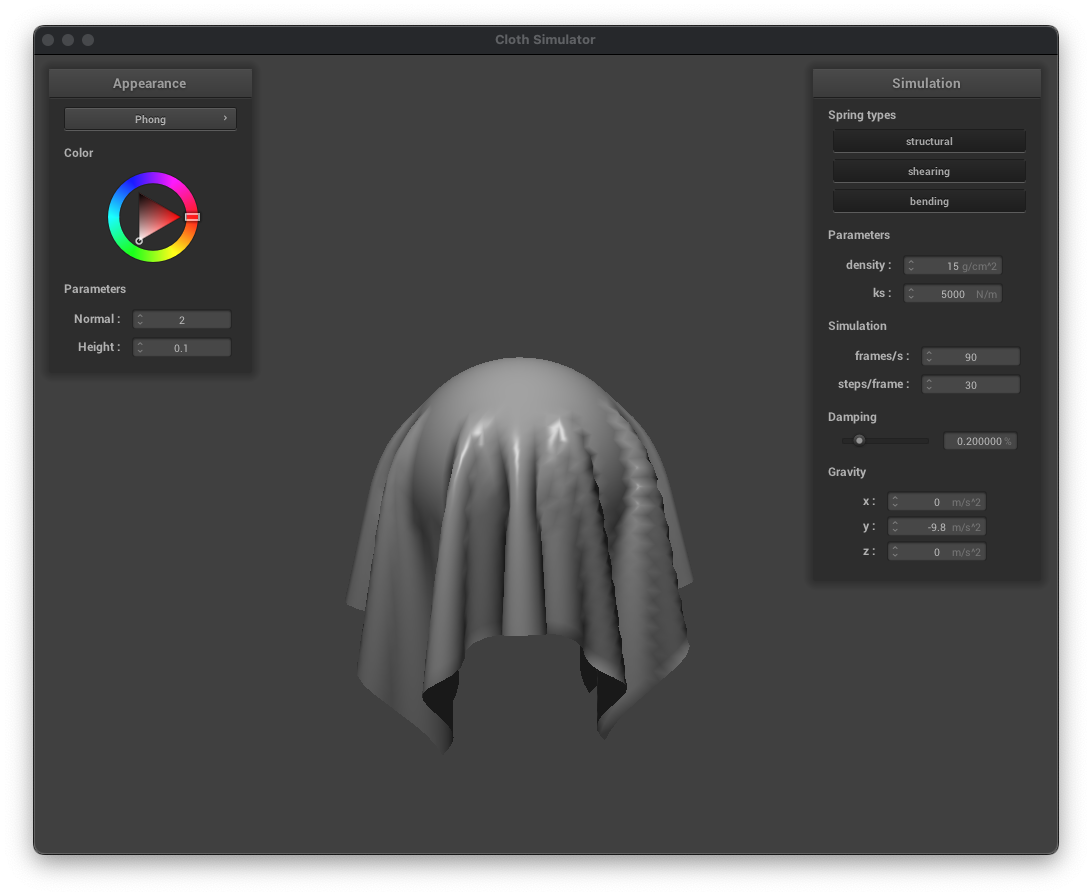 Cloth Simulator
Appearance
Phong ›
Color
Parameters
Normal : 2
Height : 0.1
Simulation
Spring types
structural
shearing
bending
Parameters
density : 15 g/cm^2
ks : 5000 N/m
Simulation
frames/s : 90
steps/frame : 30
Damping
0.200000 %
Gravity
x : 0 m/s^2
y : -9.8 m/s^2
z : 0 m/s^2